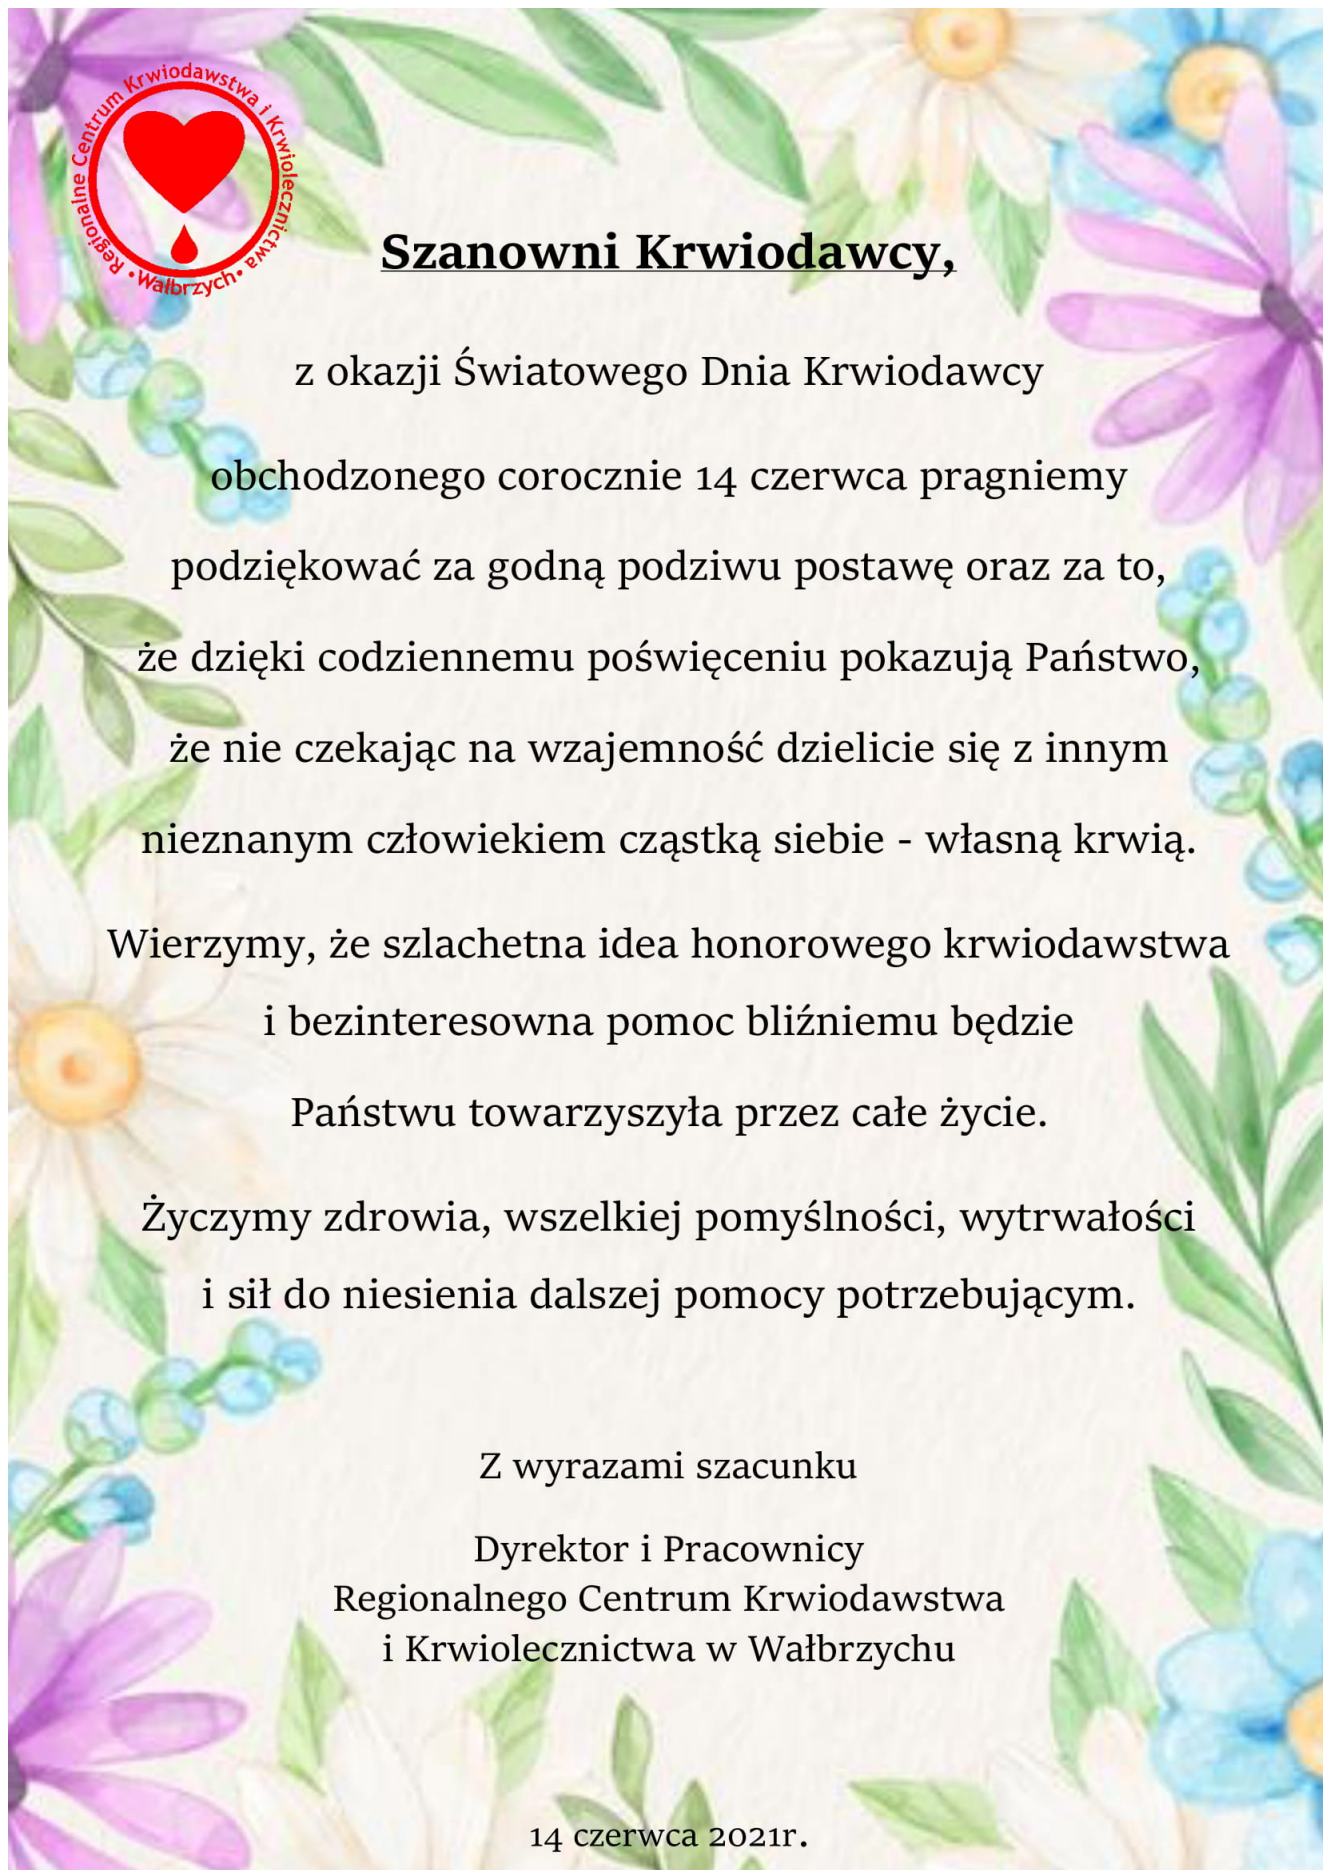 Regionalne Centrum Krwiodawstwa i Krwiolecznictwa
•Wałbrzych•
Szanowni Krwiodawcy,
z okazji Światowego Dnia Krwiodawcy
obchodzonego corocznie 14 czerwca pragniemy
podziękować za godną podziwu postawę oraz za to,
że dzięki codziennemu poświęceniu pokazują Państwo,
że nie czekając na wzajemność dzielicie się z innym
nieznanym człowiekiem cząstką siebie - własną krwią.
Wierzymy, że szlachetna idea honorowego krwiodawstwa
i bezinteresowna pomoc bliźniemu będzie
Państwu towarzyszyła przez całe życie.
Życzymy zdrowia, wszelkiej pomyślności, wytrwałości
i sił do niesienia dalszej pomocy potrzebującym.
Z wyrazami szacunku
Dyrektor i Pracownicy
Regionalnego Centrum Krwiodawstwa
i Krwiolecznictwa w Wałbrzychu
14 czerwca 2021r.